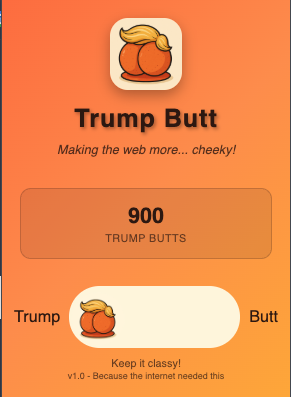 Trump Butt
Making the web more... cheeky!
900
TRUMP BUTTS
Trump Butt
Keep it classy!
v1.0 - Because the internet needed this